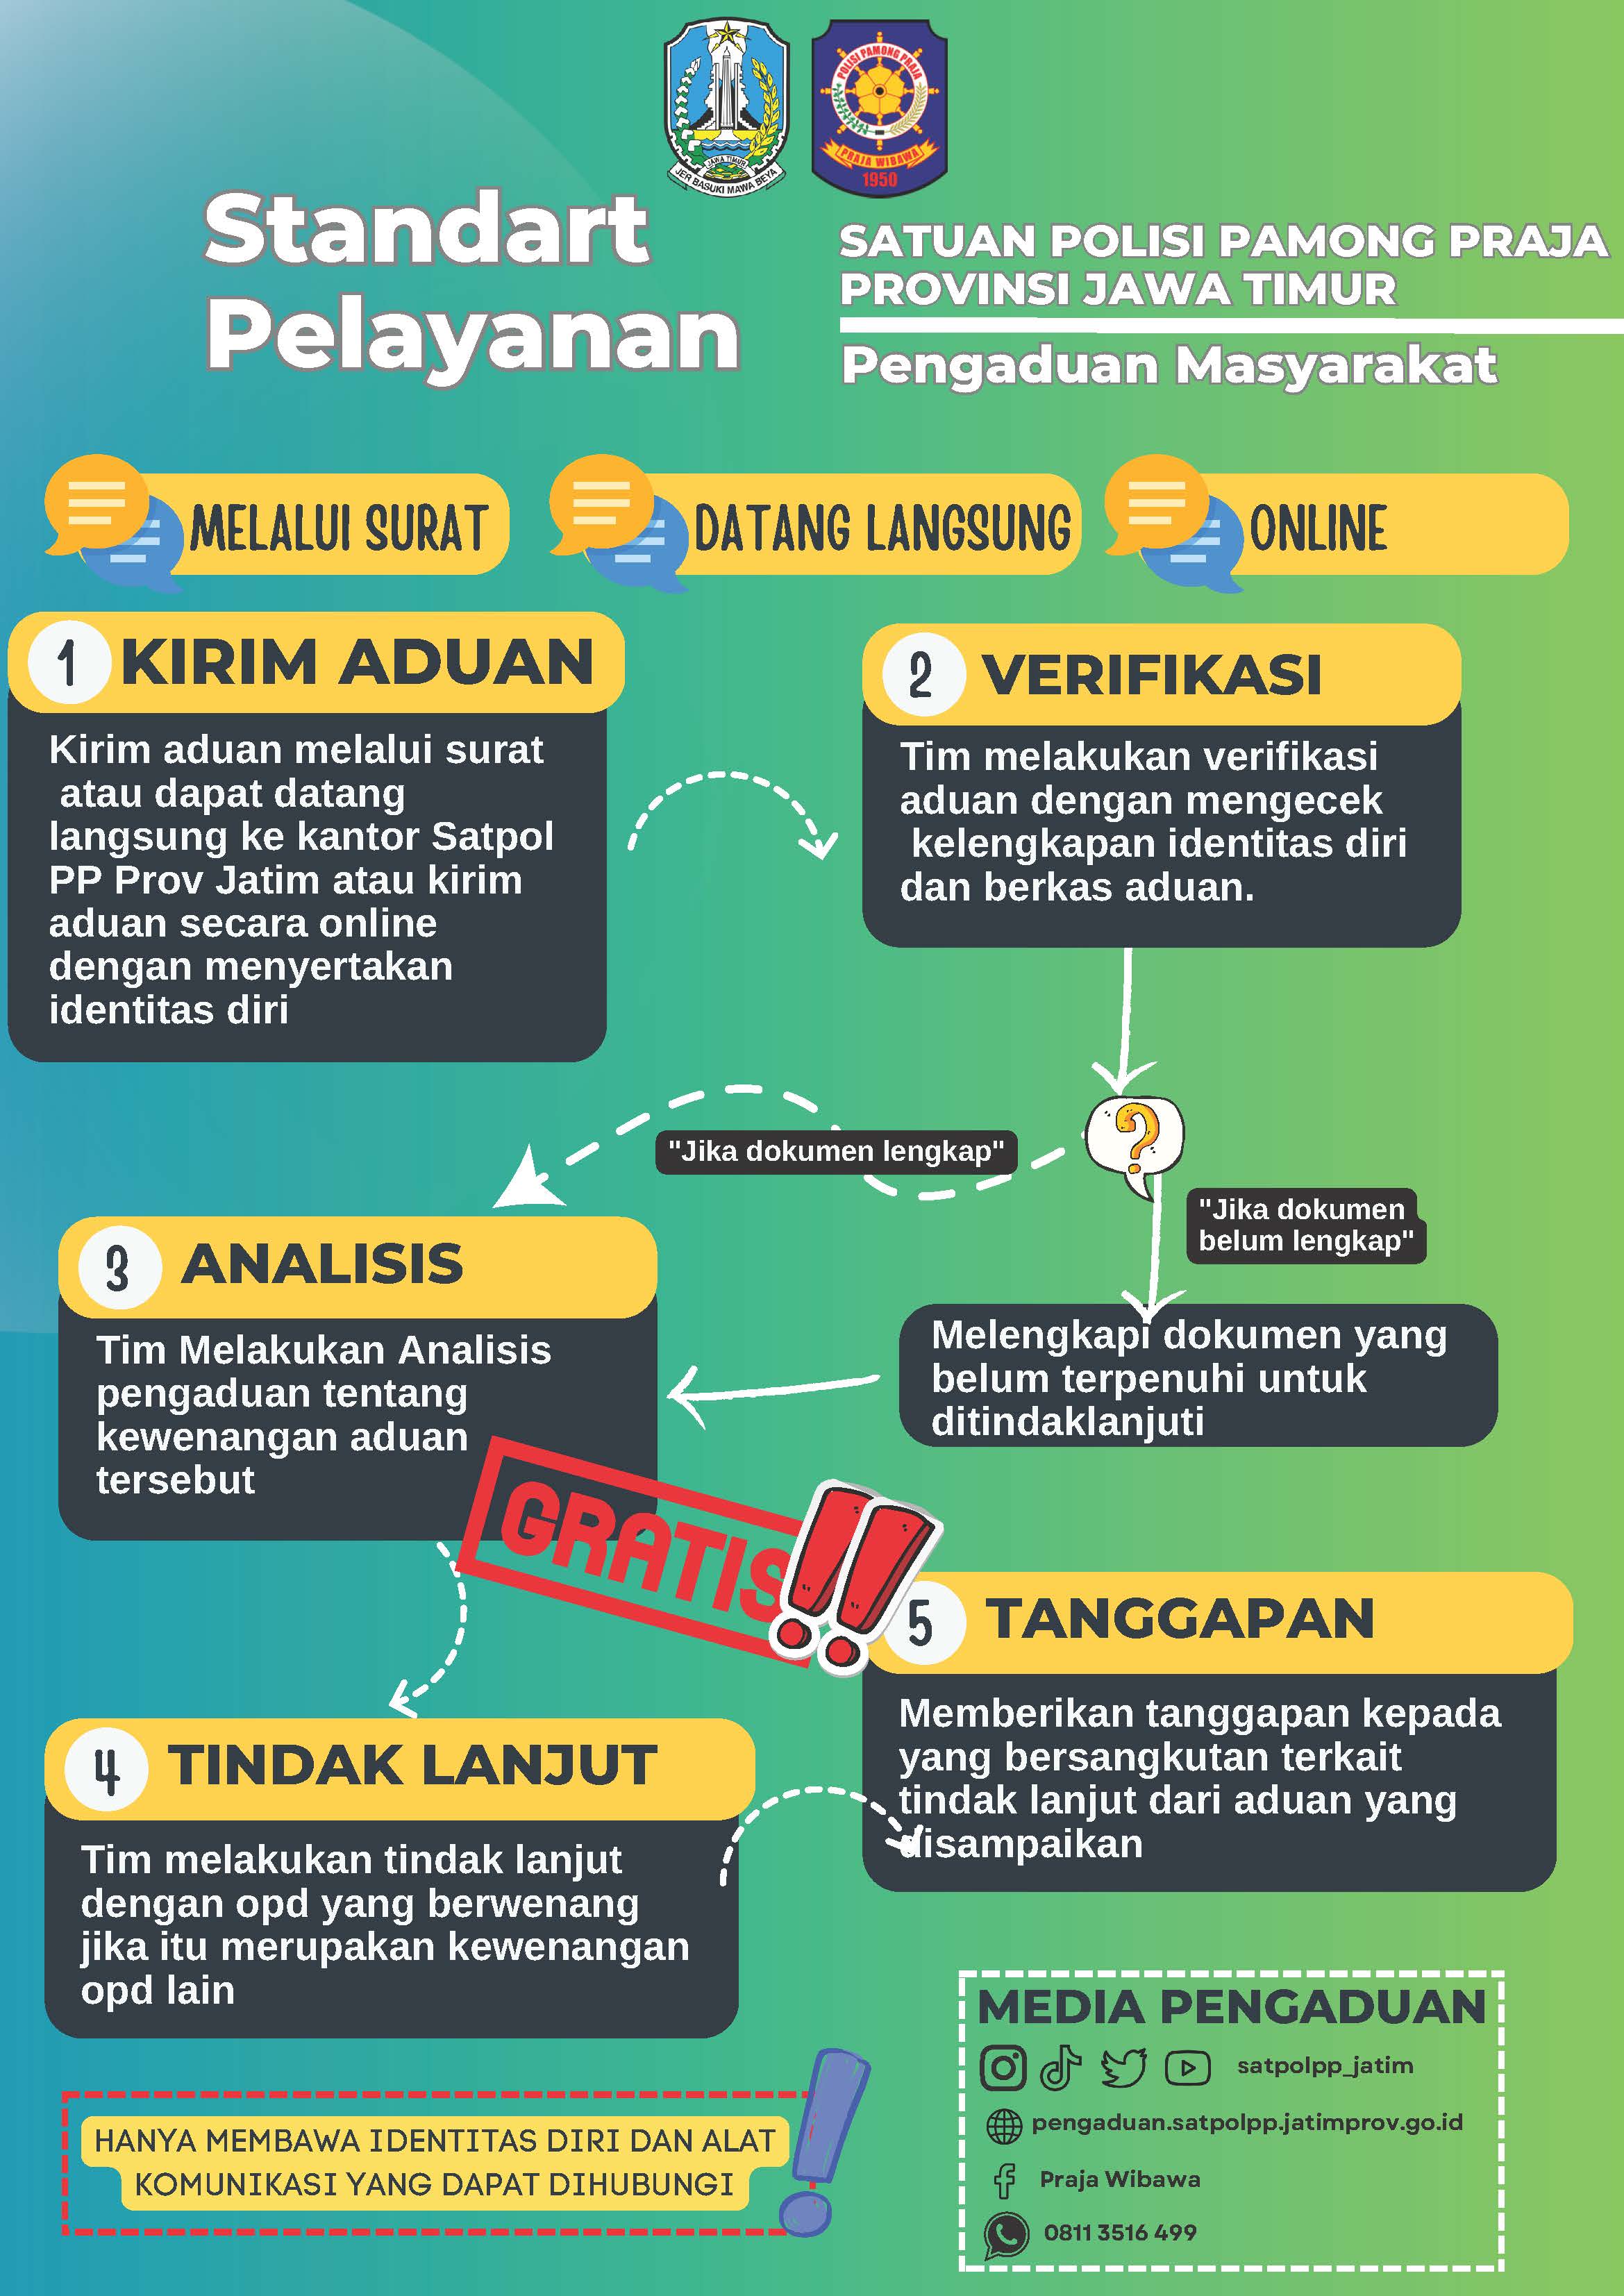 JAWA TIMUR
JER BASUKI MAWA BEYA
POLISI PAMONG PRAJA
PRAJA WIBAWA
1950
Standart
Pelayanan
SATUAN POLISI PAMONG PRAJA
PROVINSI JAWA TIMUR
Pengaduan Masyarakat
MELALUI SURAT
DATANG LANGSUNG
ONLINE
1 KIRIM ADUAN
Kirim aduan melalui surat
atau dapat datang
langsung ke kantor Satpol
PP Prov Jatim atau kirim
aduan secara online
dengan menyertakan
identitas diri
2 VERIFIKASI
Tim melakukan verifikasi
aduan dengan mengecek
kelengkapan identitas diri
dan berkas aduan.
?
"Jika dokumen lengkap"
"Jika dokumen
belum lengkap"
Melengkapi dokumen yang
belum terpenuhi untuk
ditindaklanjuti
3 ANALISIS
Tim Melakukan Analisis
pengaduan tentang
kewenangan aduan
tersebut
GRATIS!!
4 TINDAK LANJUT
Tim melakukan tindak lanjut
dengan opd yang berwenang
jika itu merupakan kewenangan
opd lain
5 TANGGAPAN
Memberikan tanggapan kepada
yang bersangkutan terkait
tindak lanjut dari aduan yang
disampaikan
HANYA MEMBAWA IDENTITAS DIRI DAN ALAT
KOMUNIKASI YANG DAPAT DIHUBUNGI
!
MEDIA PENGADUAN
satpolpp_jatim
pengaduan.satpolpp.jatimprov.go.id
Praja Wibawa
0811 3516 499